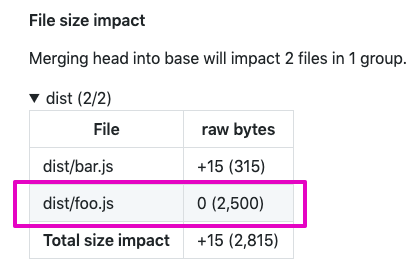 File size impact
Merging head into base will impact 2 files in 1 group.
▼ dist (2/2)
File raw bytes
dist/bar.js +15 (315)
dist/foo.js 0 (2,500)
Total size impact +15 (2,815)